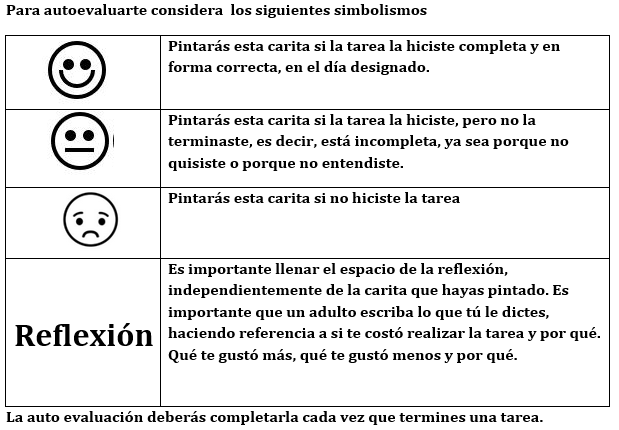 Para autoevaluarte considera los siguientes simbolismos
Pintarás esta carita si la tarea la hiciste completa y en
forma correcta, en el día designado.
Pintarás esta carita si la tarea la hiciste, pero no la
terminaste, es decir, está incompleta, ya sea porque no
quisiste o porque no entendiste.
Pintarás esta carita si no hiciste la tarea
Reflexión
Es importante llenar el espacio de la reflexión,
independientemente de la carita que hayas pintado. Es
importante que un adulto escriba lo que tú le dictes,
haciendo referencia a si te costó realizar la tarea y por qué.
Qué te gustó más, qué te gustó menos y por qué.
La auto evaluación deberás completarla cada vez que termines una tarea.